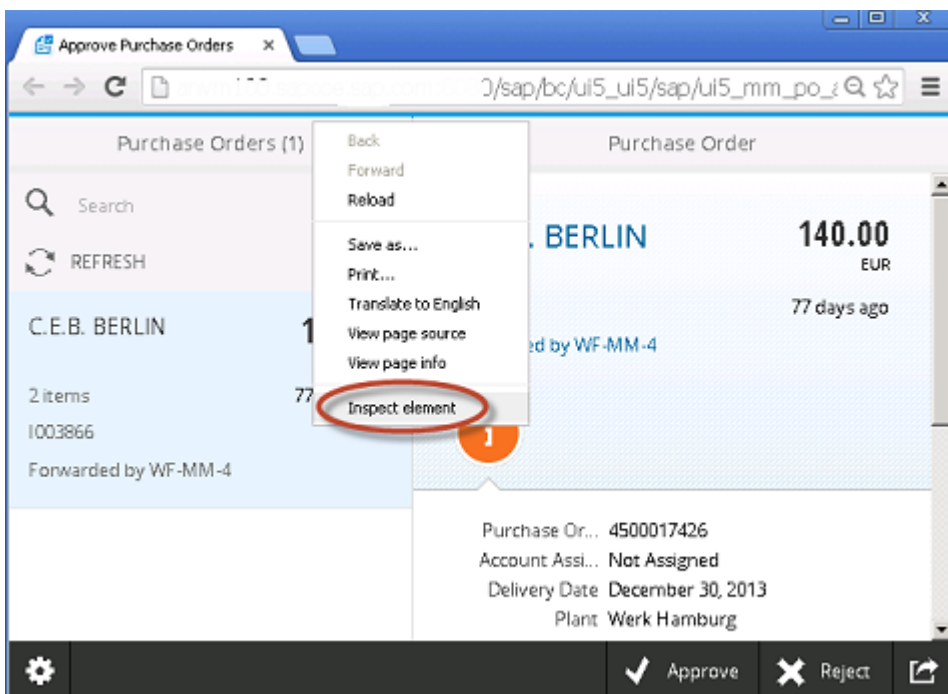 Approve Purchase Orders
/sap/bc/ui5_ui5/sap/ui5_mm_po_
Purchase Orders (1)
Purchase Order
Search
REFRESH
C.E.B. BERLIN
1
2 items
77
I003866
Forwarded by WF-MM-4
Back
Forward
Reload
Save as...
Print...
Translate to English
View page source
View page info
Inspect element
. BERLIN
140.00
EUR
77 days ago
ed by WF-MM-4
Purchase Or... 4500017426
Account Assi... Not Assigned
Delivery Date December 30, 2013
Plant Werk Hamburg
Approve
Reject